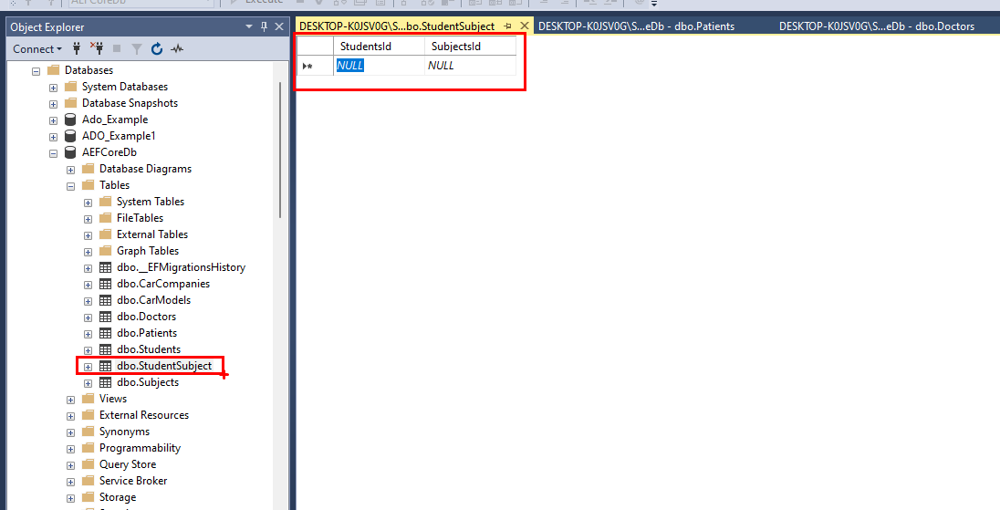 AEFCoreDb
Execute
Object Explorer
Connect
Databases
System Databases
Database Snapshots
Ado_Example
ADO_Example1
AEFCoreDb
Database Diagrams
Tables
System Tables
FileTables
External Tables
Graph Tables
dbo.__EFMigrationsHistory
dbo.CarCompanies
dbo.CarModels
dbo.Doctors
dbo.Patients
dbo.Students
dbo.StudentSubject
dbo.Subjects
Views
External Resources
Synonyms
Programmability
Query Store
Service Broker
Storage
DESKTOP-K0JSV0G\S...bo.StudentSubject
DESKTOP-K0JSV0G\S...eDb - dbo.Patients
DESKTOP-K0JSV0G\S...eDb - dbo.Doctors
StudentsId SubjectsId
NULL NULL